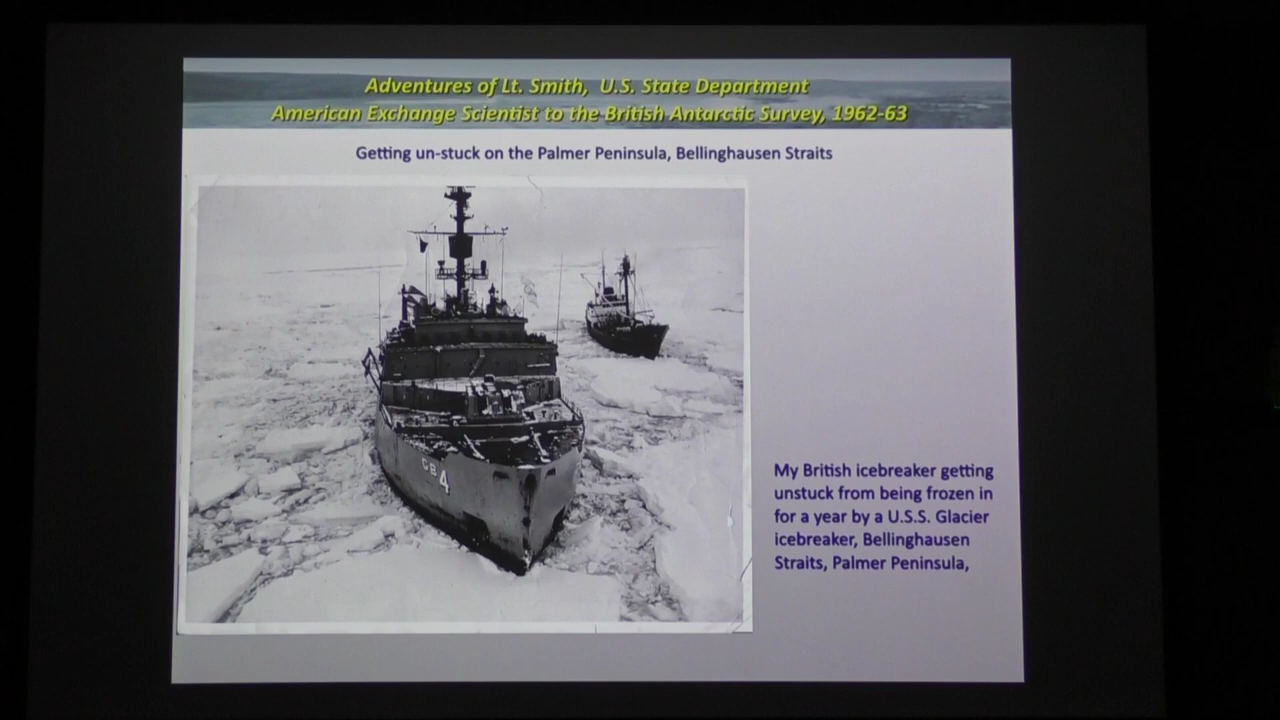 Adventures of Lt. Smith, U.S. State Department
American Exchange Scientist to the British Antarctic Survey, 1962-63
Getting un-stuck on the Palmer Peninsula, Bellinghausen Straits
GB4
My British icebreaker getting
unstuck from being frozen in
for a year by a U.S.S. Glacier
icebreaker, Bellinghausen
Straits, Palmer Peninsula,